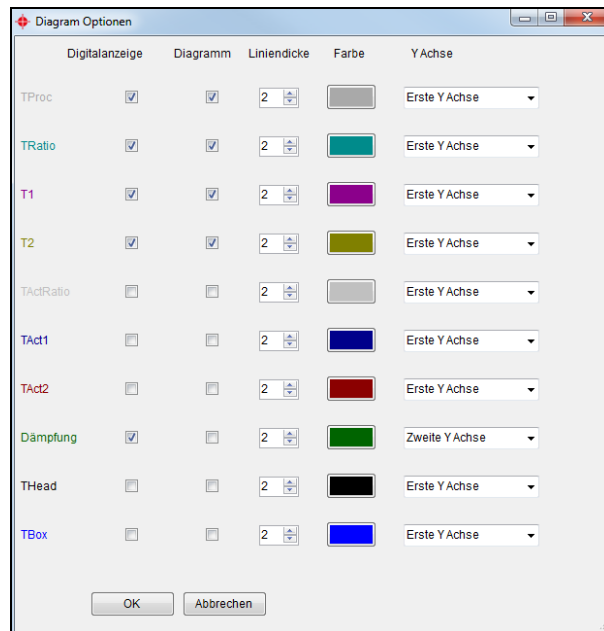 Diagram Optionen
Digitalanzeige Diagramm Liniendicke Farbe Y Achse
TProc 2 Erste Y Achse
TRatio 2 Erste Y Achse
T1 2 Erste Y Achse
T2 2 Erste Y Achse
TActRatio 2 Erste Y Achse
TAct1 2 Erste Y Achse
TAct2 2 Erste Y Achse
Dämpfung 2 Zweite Y Achse
THead 2 Erste Y Achse
TBox 2 Erste Y Achse
OK Abbrechen